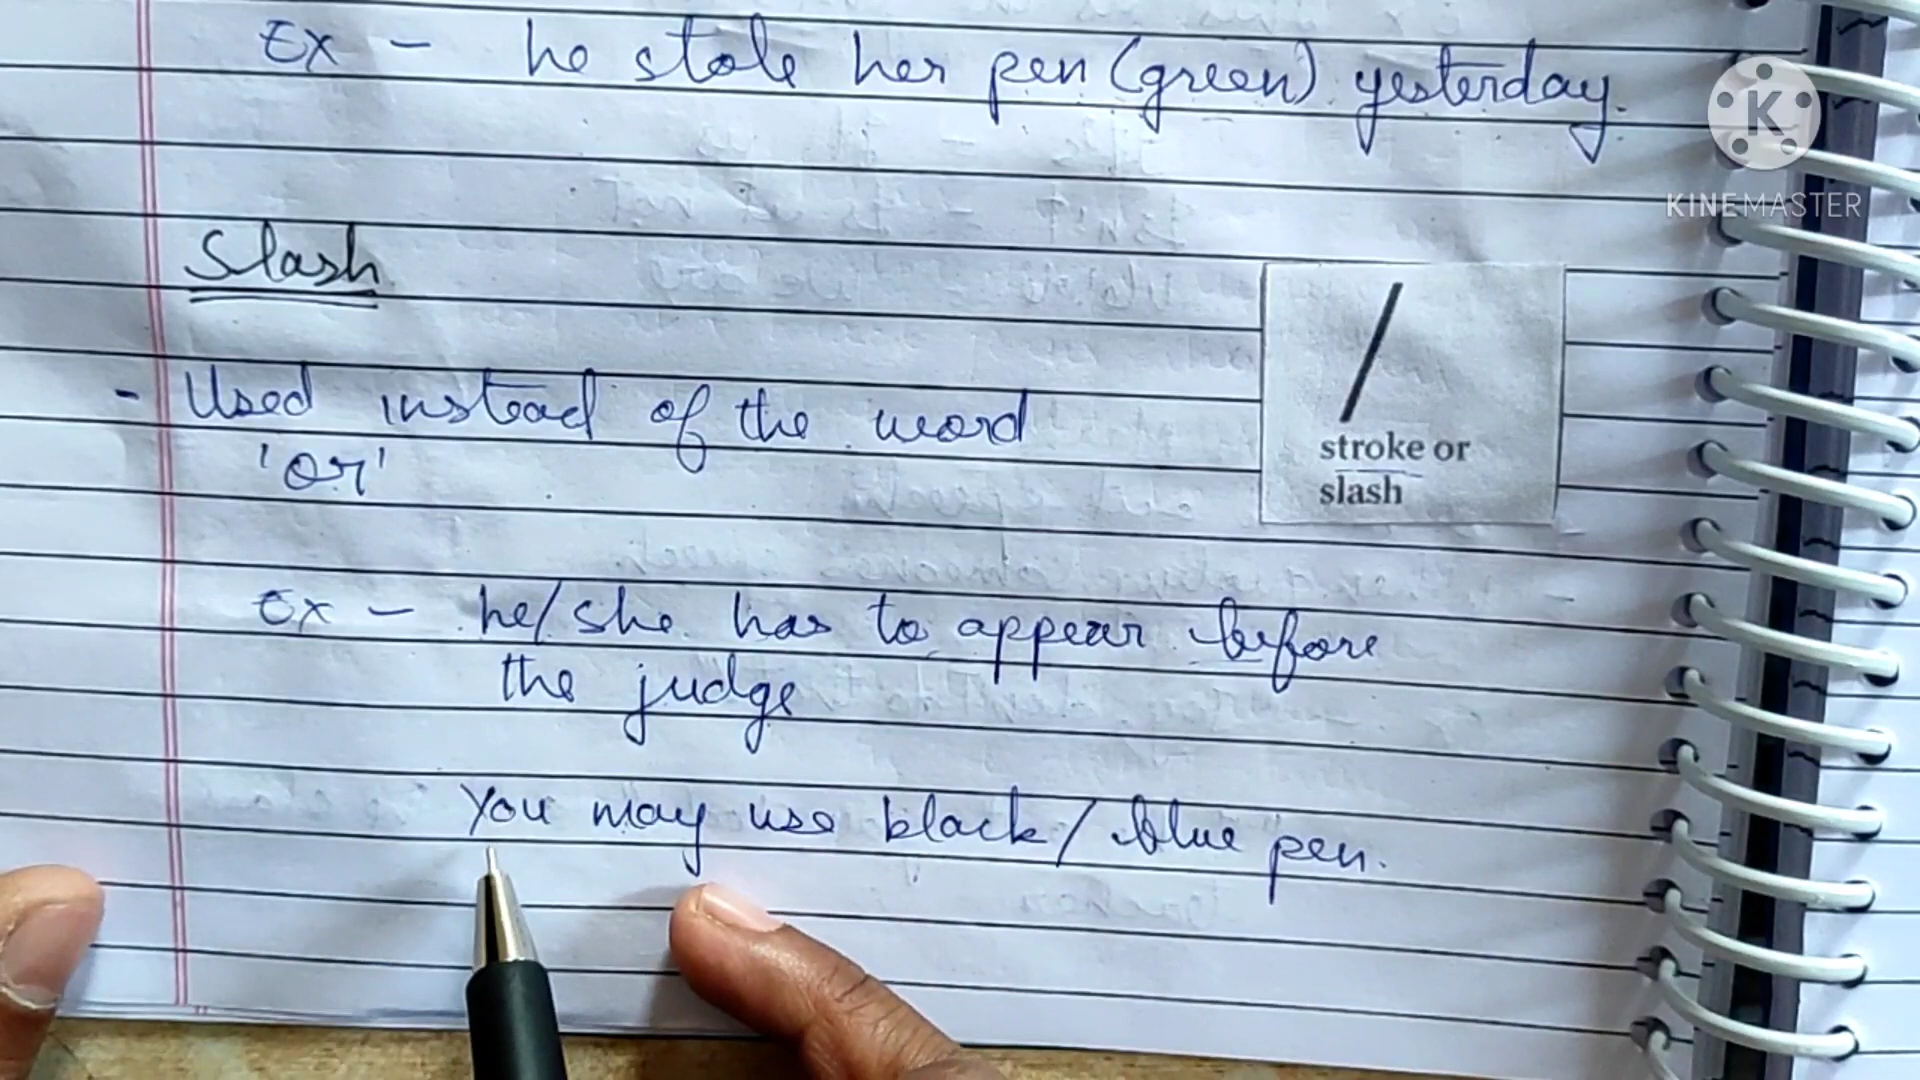 Ex - he stole her pen (green) yesterday.
KINEMASTER
Slash
/
stroke or
slash
- Used instead of the word
'or'
Ex - he/she has to appear before
the judge
You may use black/blue pen.